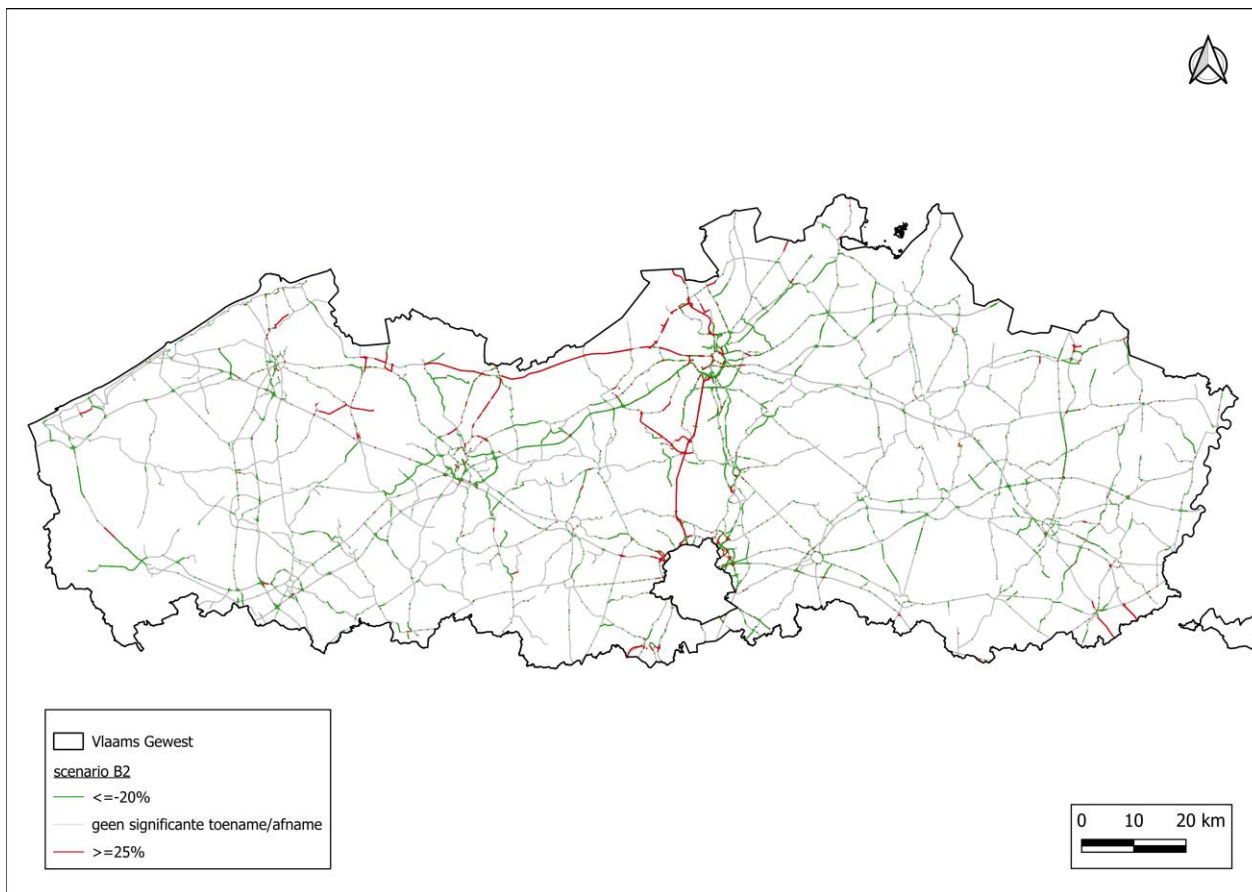 Vlaams Gewest
scenario B2
<=-20%
geen significante toename/afname
>=25%
0 10 20 km